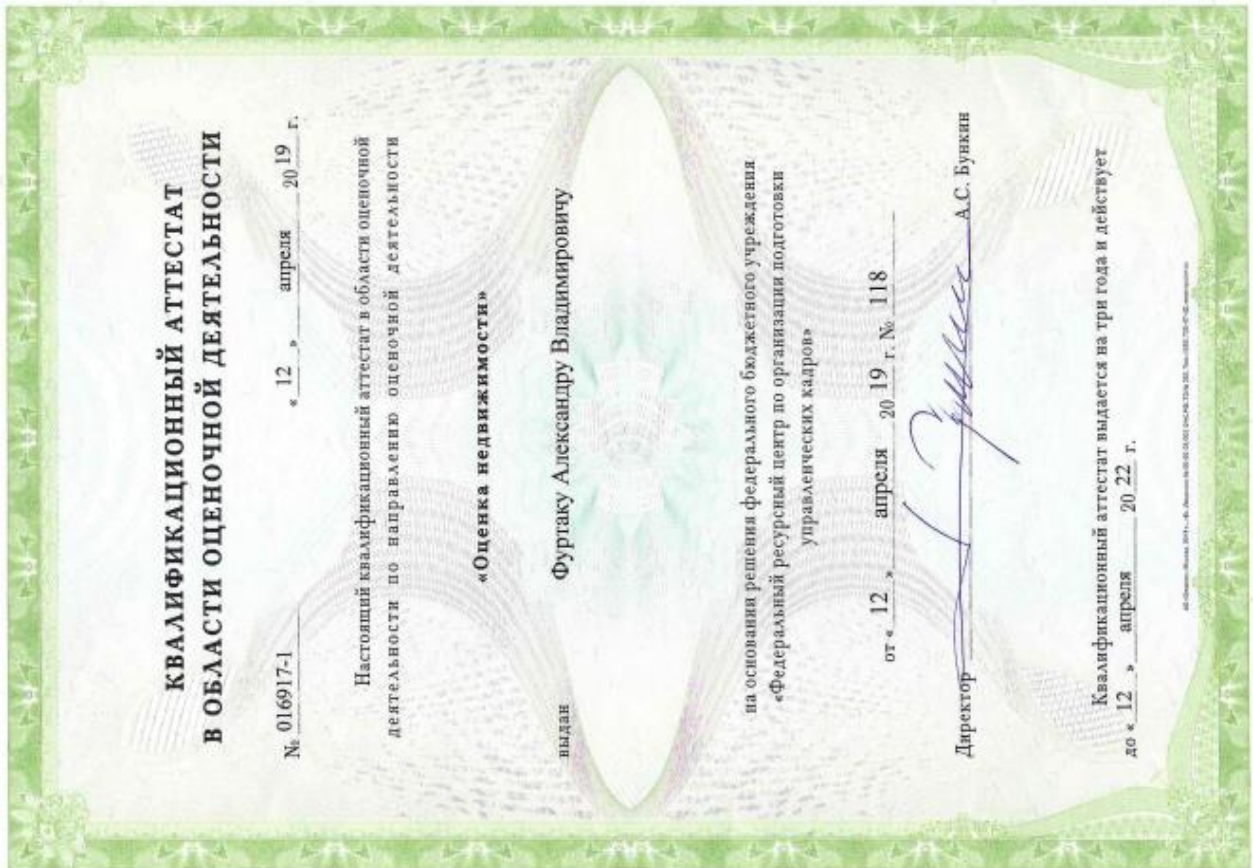 КВАЛИФИКАЦИОННЫЙ АТТЕСТАТ
В ОБЛАСТИ ОЦЕНОЧНОЙ ДЕЯТЕЛЬНОСТИ
№ 016917-1 « 12 » апреля 20 19 г.
Настоящий квалификационный аттестат в области оценочной
деятельности по направлению оценочной деятельности
«Оценка недвижимости»
выдан Фуртаку Александру Владимировичу
на основании решения федерального бюджетного учреждения
«Федеральный ресурсный центр по организации подготовки
управленческих кадров»
от « 12 » апреля 20 19 г. № 118
Директор А.С. Бункин
Квалификационный аттестат выдается на три года и действует
до « 12 » апреля 20 22 г.